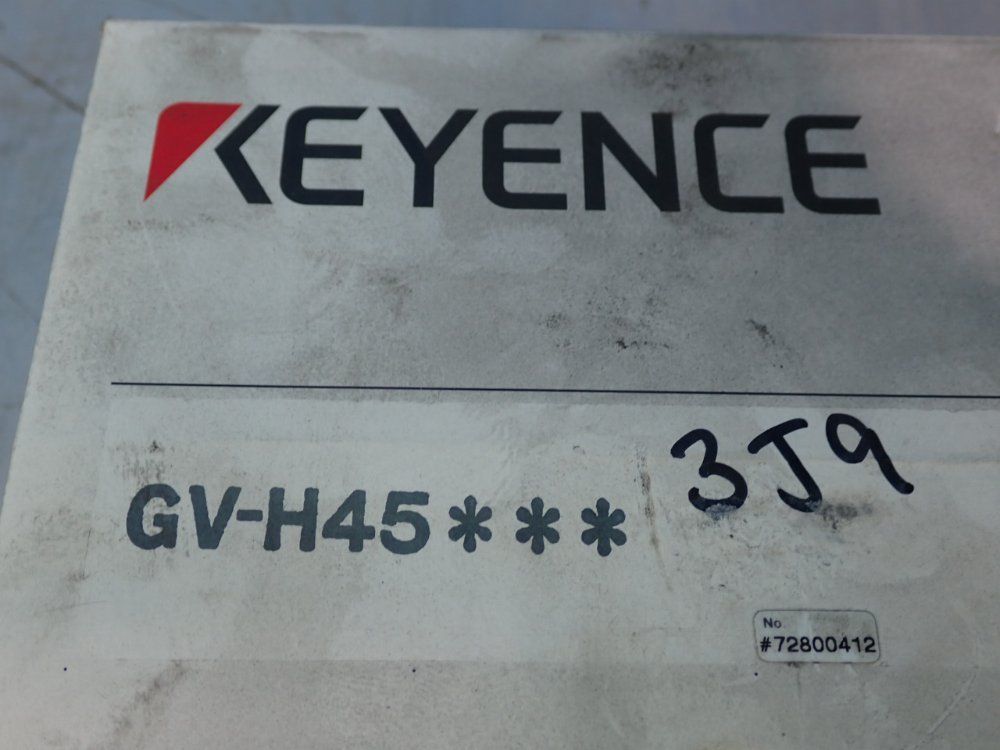 KEYENCE
3J9
GV-H45***
No
#72800412